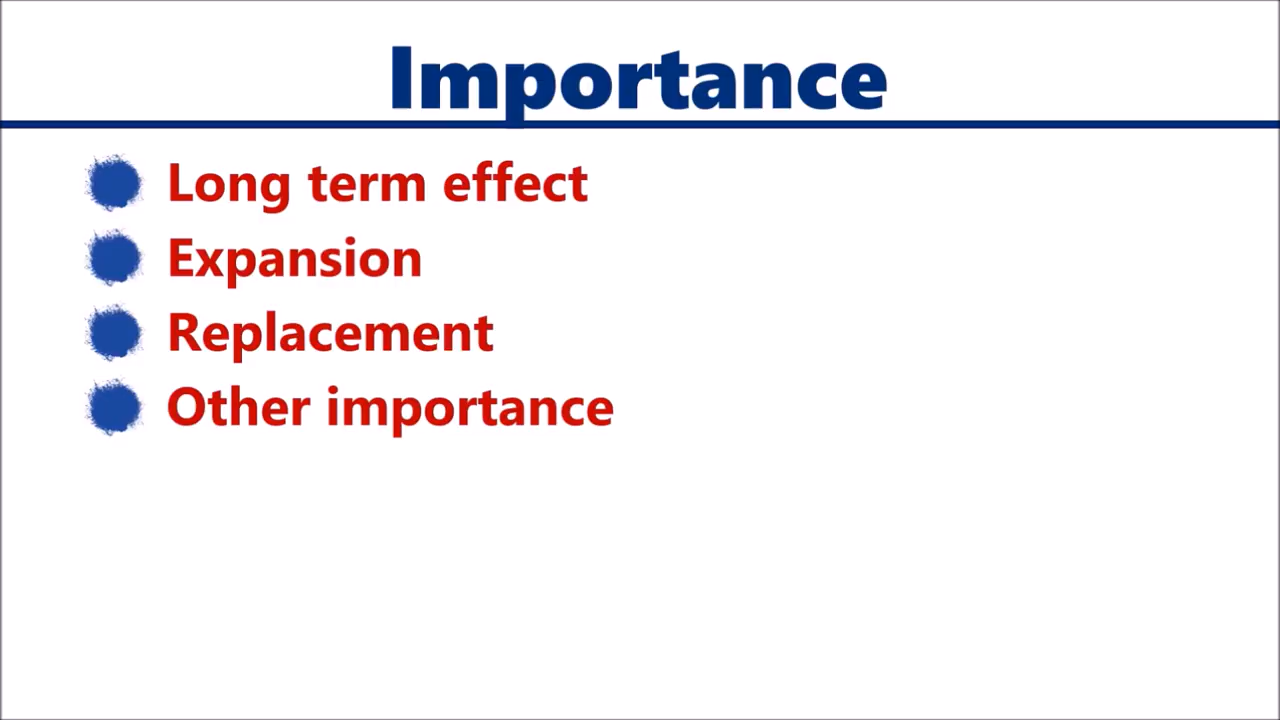 Importance
Long term effect
Expansion
Replacement
Other importance